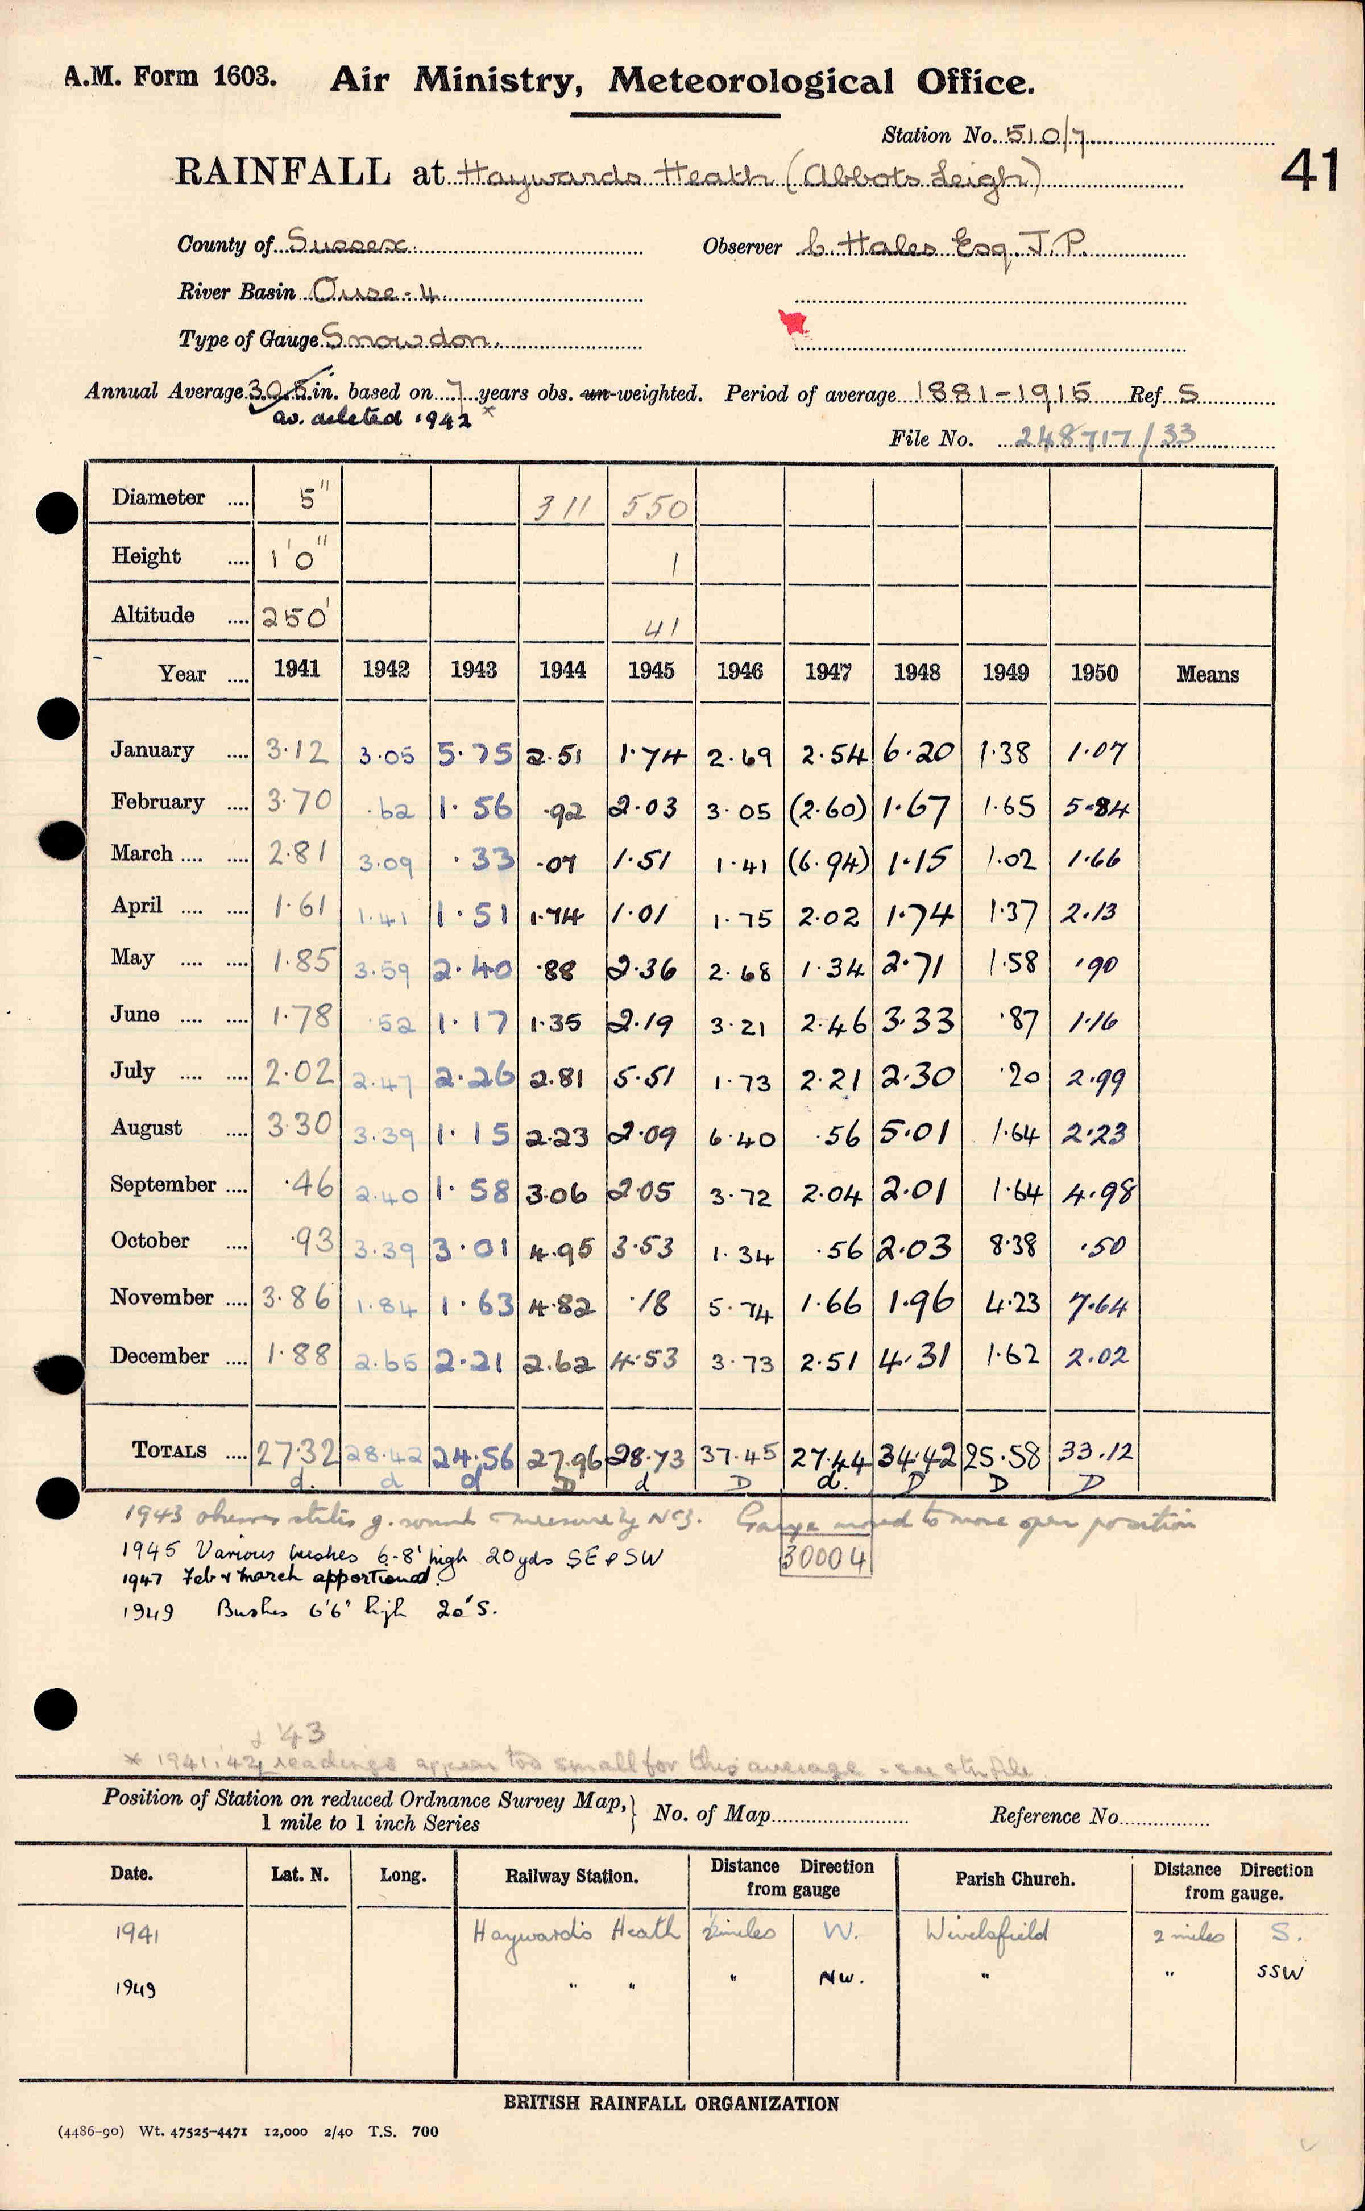 A.M. Form 1603. Air Ministry, Meteorological Office.
Station No. 510/7
41
RAINFALL at Haywards Heath (Abbots Leigh)
County of Sussex. Observer C. Hales Esq. J.P.
River Basin Ouse - 4
Type of Gauge Snowdon.
Annual Average 30.5 in. based on 7 years obs. un-weighted. Period of average 1881-1915 Ref S
av. deleted 1942 *
File No. 248717/33
Diameter .... 5" 311 550
Height .... 1'0" 1
Altitude .... 250' 41
Year .... 1941 1942 1943 1944 1945 1946 1947 1948 1949 1950 Means
January .... 3.12 3.05 5.75 2.51 1.74 2.69 2.54 6.20 1.38 1.07
February .... 3.70 .62 1.56 .92 2.03 3.05 (2.60) 1.67 1.65 5.84
March .... .... 2.81 3.09 .33 .07 1.51 1.41 (6.94) 1.15 1.02 1.66
April .... .... 1.61 1.41 1.51 1.74 1.01 1.75 2.02 1.74 1.37 2.13
May .... .... 1.85 3.59 2.40 .88 2.36 2.68 1.34 2.71 1.58 .90
June .... .... 1.78 .52 1.17 1.35 2.19 3.21 2.46 3.33 .87 1.16
July .... .... 2.02 2.47 2.26 2.81 5.51 1.73 2.21 2.30 .20 2.99
August .... 3.30 3.39 1.15 2.23 2.09 6.40 .56 5.01 1.64 2.23
September .... .46 2.40 1.58 3.06 2.05 3.72 2.04 2.01 1.64 4.98
October .... .93 3.39 3.01 4.95 3.53 1.34 .56 2.03 8.38 .50
November .... 3.86 1.84 1.63 4.82 .18 5.74 1.66 1.96 4.23 7.64
December .... 1.88 2.65 2.21 2.62 4.53 3.73 2.51 4.31 1.62 2.02
TOTALS .... 27.32 28.42 24.56 27.96 28.73 37.45 27.44 34.42 25.58 33.12
d. d d D d D d. D D D
1943 g. Gauge moved to more open position
1945 Various bushes 6-8' high 20yds SE & SW
30004
1947 Feb & March apportioned.
1949 Bushes 6'6" high 20'S.
& '43
* 1941, '42, readings appear too small for this average - see stn file
Position of Station on reduced Ordnance Survey Map, } No. of Map Reference No
1 mile to 1 inch Series
Date. Lat. N. Long. Railway Station. Distance Direction from gauge Parish Church. Distance Direction from gauge.
1941 Haywards Heath 2 miles W. Wivelsfield 2 miles S.
1949 " " " NW. " " SSW
BRITISH RAINFALL ORGANIZATION
(4486-90) Wt. 47525-4471 12,000 2/40 T.S. 700